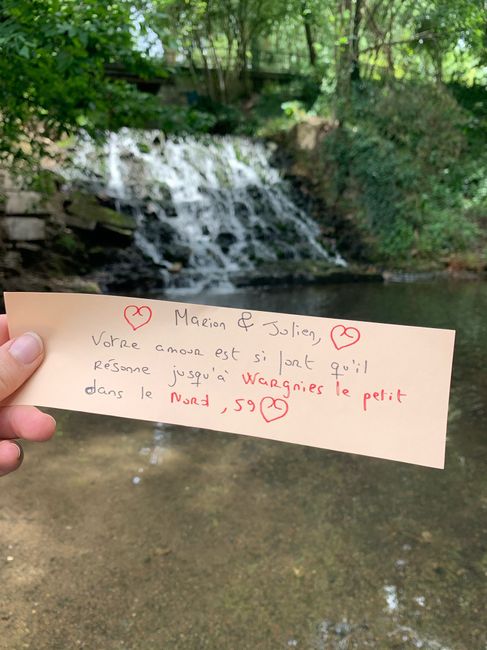 Marion & Julien,
Votre amour est si fort qu'il
résonne jusqu'à Wargnies le petit
dans le Nord, 59